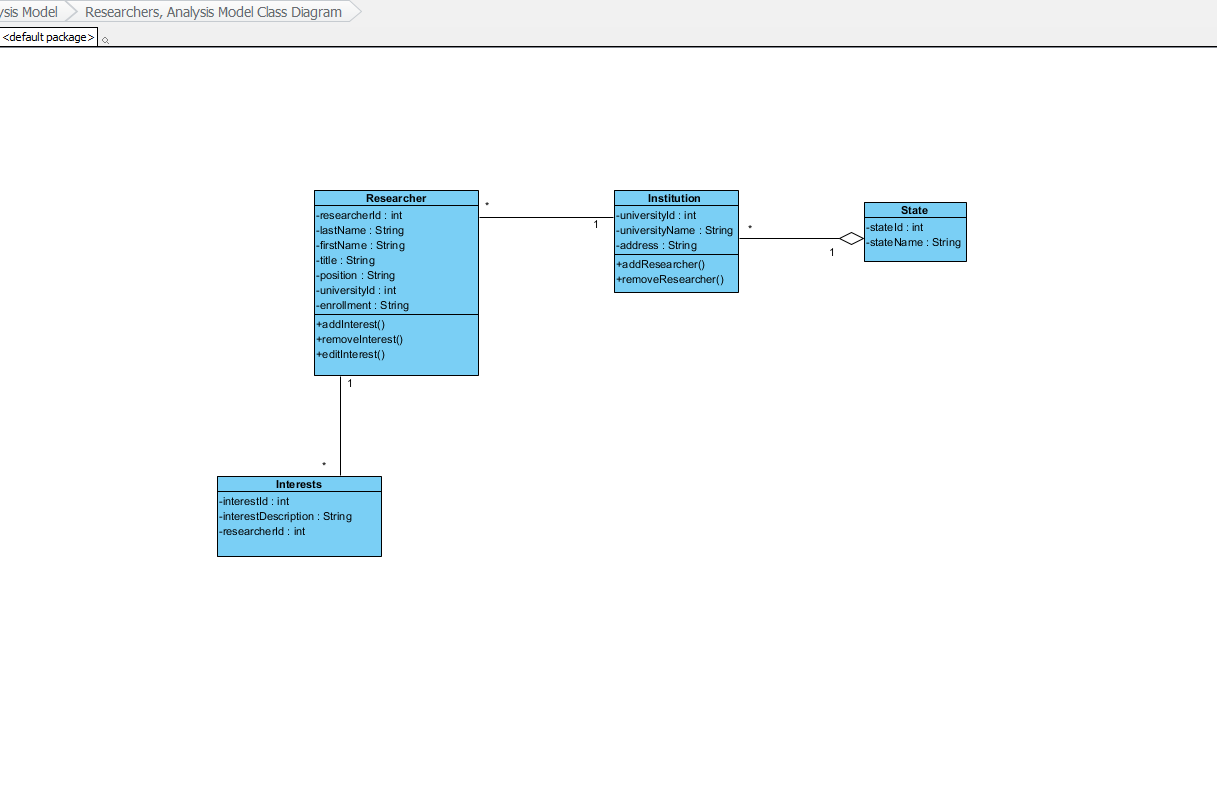 ysis Model Researchers, Analysis Model Class Diagram
<default package>
Researcher
-researcherId : int
-lastName : String
-firstName : String
-title : String
-position : String
-universityId : int
-enrollment : String
+addInterest()
+removeInterest()
+editInterest()
*
1
Institution
-universityId : int
-universityName : String
-address : String
+addResearcher()
+removeResearcher()
*
1
State
-stateId : int
-stateName : String
1
*
Interests
-interestId : int
-interestDescription : String
-researcherId : int